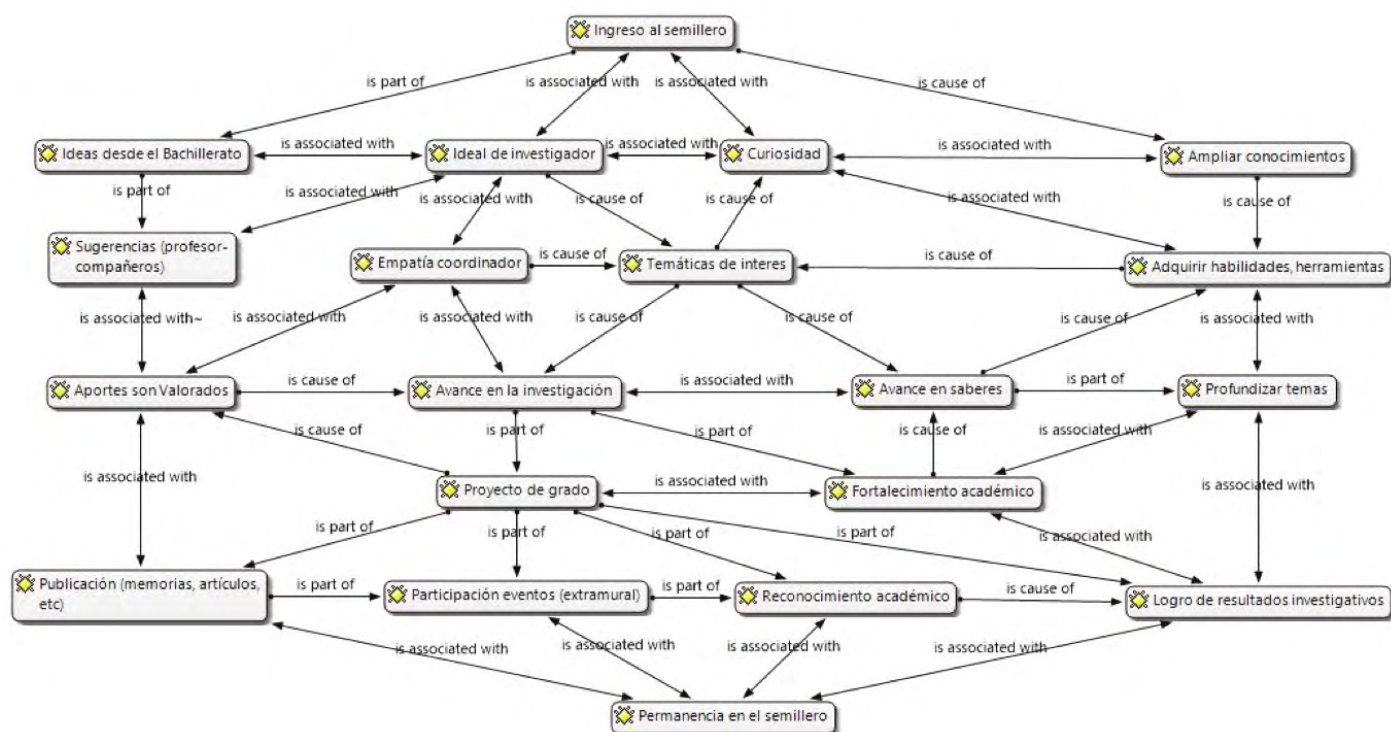 Ingreso al semillero
is part of
is associated with
is associated with
is cause of
Ideas desde el Bachillerato
is associated with
Ideal de investigador
is associated with
Curiosidad
is associated with
Ampliar conocimientos
is part of
is associated with
is associated with
is cause of
is cause of
is associated with
is cause of
Sugerencias (profesor-
compañeros)
Empatía coordinador
is cause of
Temáticas de interes
is cause of
Adquirir habilidades, herramientas
is associated with~
is associated with
is associated with
is cause of
is cause of
is cause of
is associated with
Aportes son Valorados
is cause of
Avance en la investigación
is associated with
Avance en saberes
is part of
Profundizar temas
is associated with
is cause of
is part of
is part of
is cause of
is associated with
is associated with
Proyecto de grado
is associated with
Fortalecimiento académico
is part of
is part of
is part of
is part of
is associated with
Publicación (memorias, artículos,
etc)
is part of
Participación eventos (extramural)
is part of
Reconocimiento académico
is cause of
Logro de resultados investigativos
is associated with
is associated with
is associated with
is associated with
Permanencia en el semillero